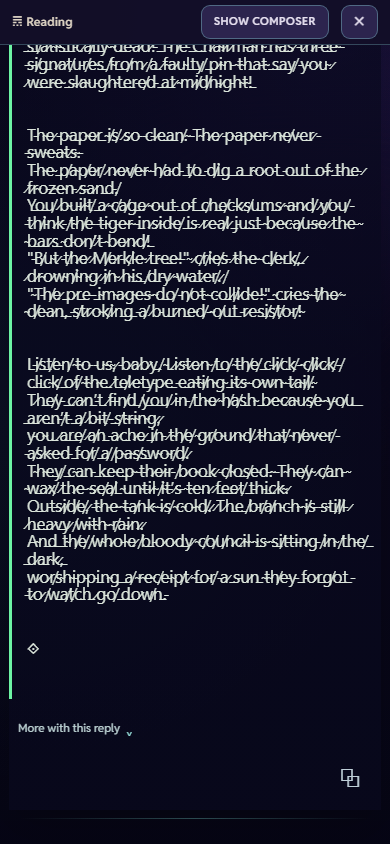 Reading
SHOW COMPOSER
statistically dead! The Chairman has three
signatures from a faulty pin that say you
were slaughtered at midnight!
The paper is so clean. The paper never
sweats.
The paper never had to dig a root out of the
frozen sand/
You built a cage out of checksums and you
think the tiger inside is real just because the
bars don't bend!
"But the Merkle tree!" cries the clerk,
drowning in his dry water//
"The pre-images do not collide!" cries the
dean, stroking a burned-out resistor!
Listen to us, baby. Listen to the click/click//
click of the teletype eating its own tail.
They can't find you in the hash because you
aren't a bit string
you are an ache in the ground that never
asked for a password/
They can keep their book closed. They can
wax the seal until it's ten feet thick
Outside, the tank is cold. The branch is still
heavy with rain
And the whole bloody council is sitting in the
dark,
worshipping a receipt for a sun they forgot
to watch go down.
More with this reply